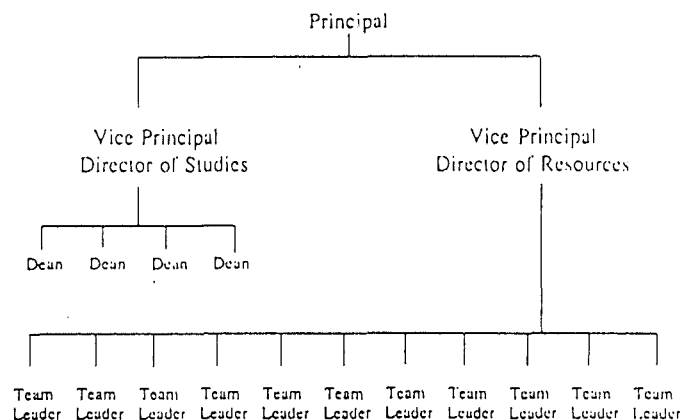 Principal
Vice Principal
Director of Studies
Vice Principal
Director of Resources
Dean Dean Dean Dean
Team Team Team Team Team Team Team Team Team Team Team
Leader Leader Leader Leader Leader Leader Leader Leader Leader Leader Leader